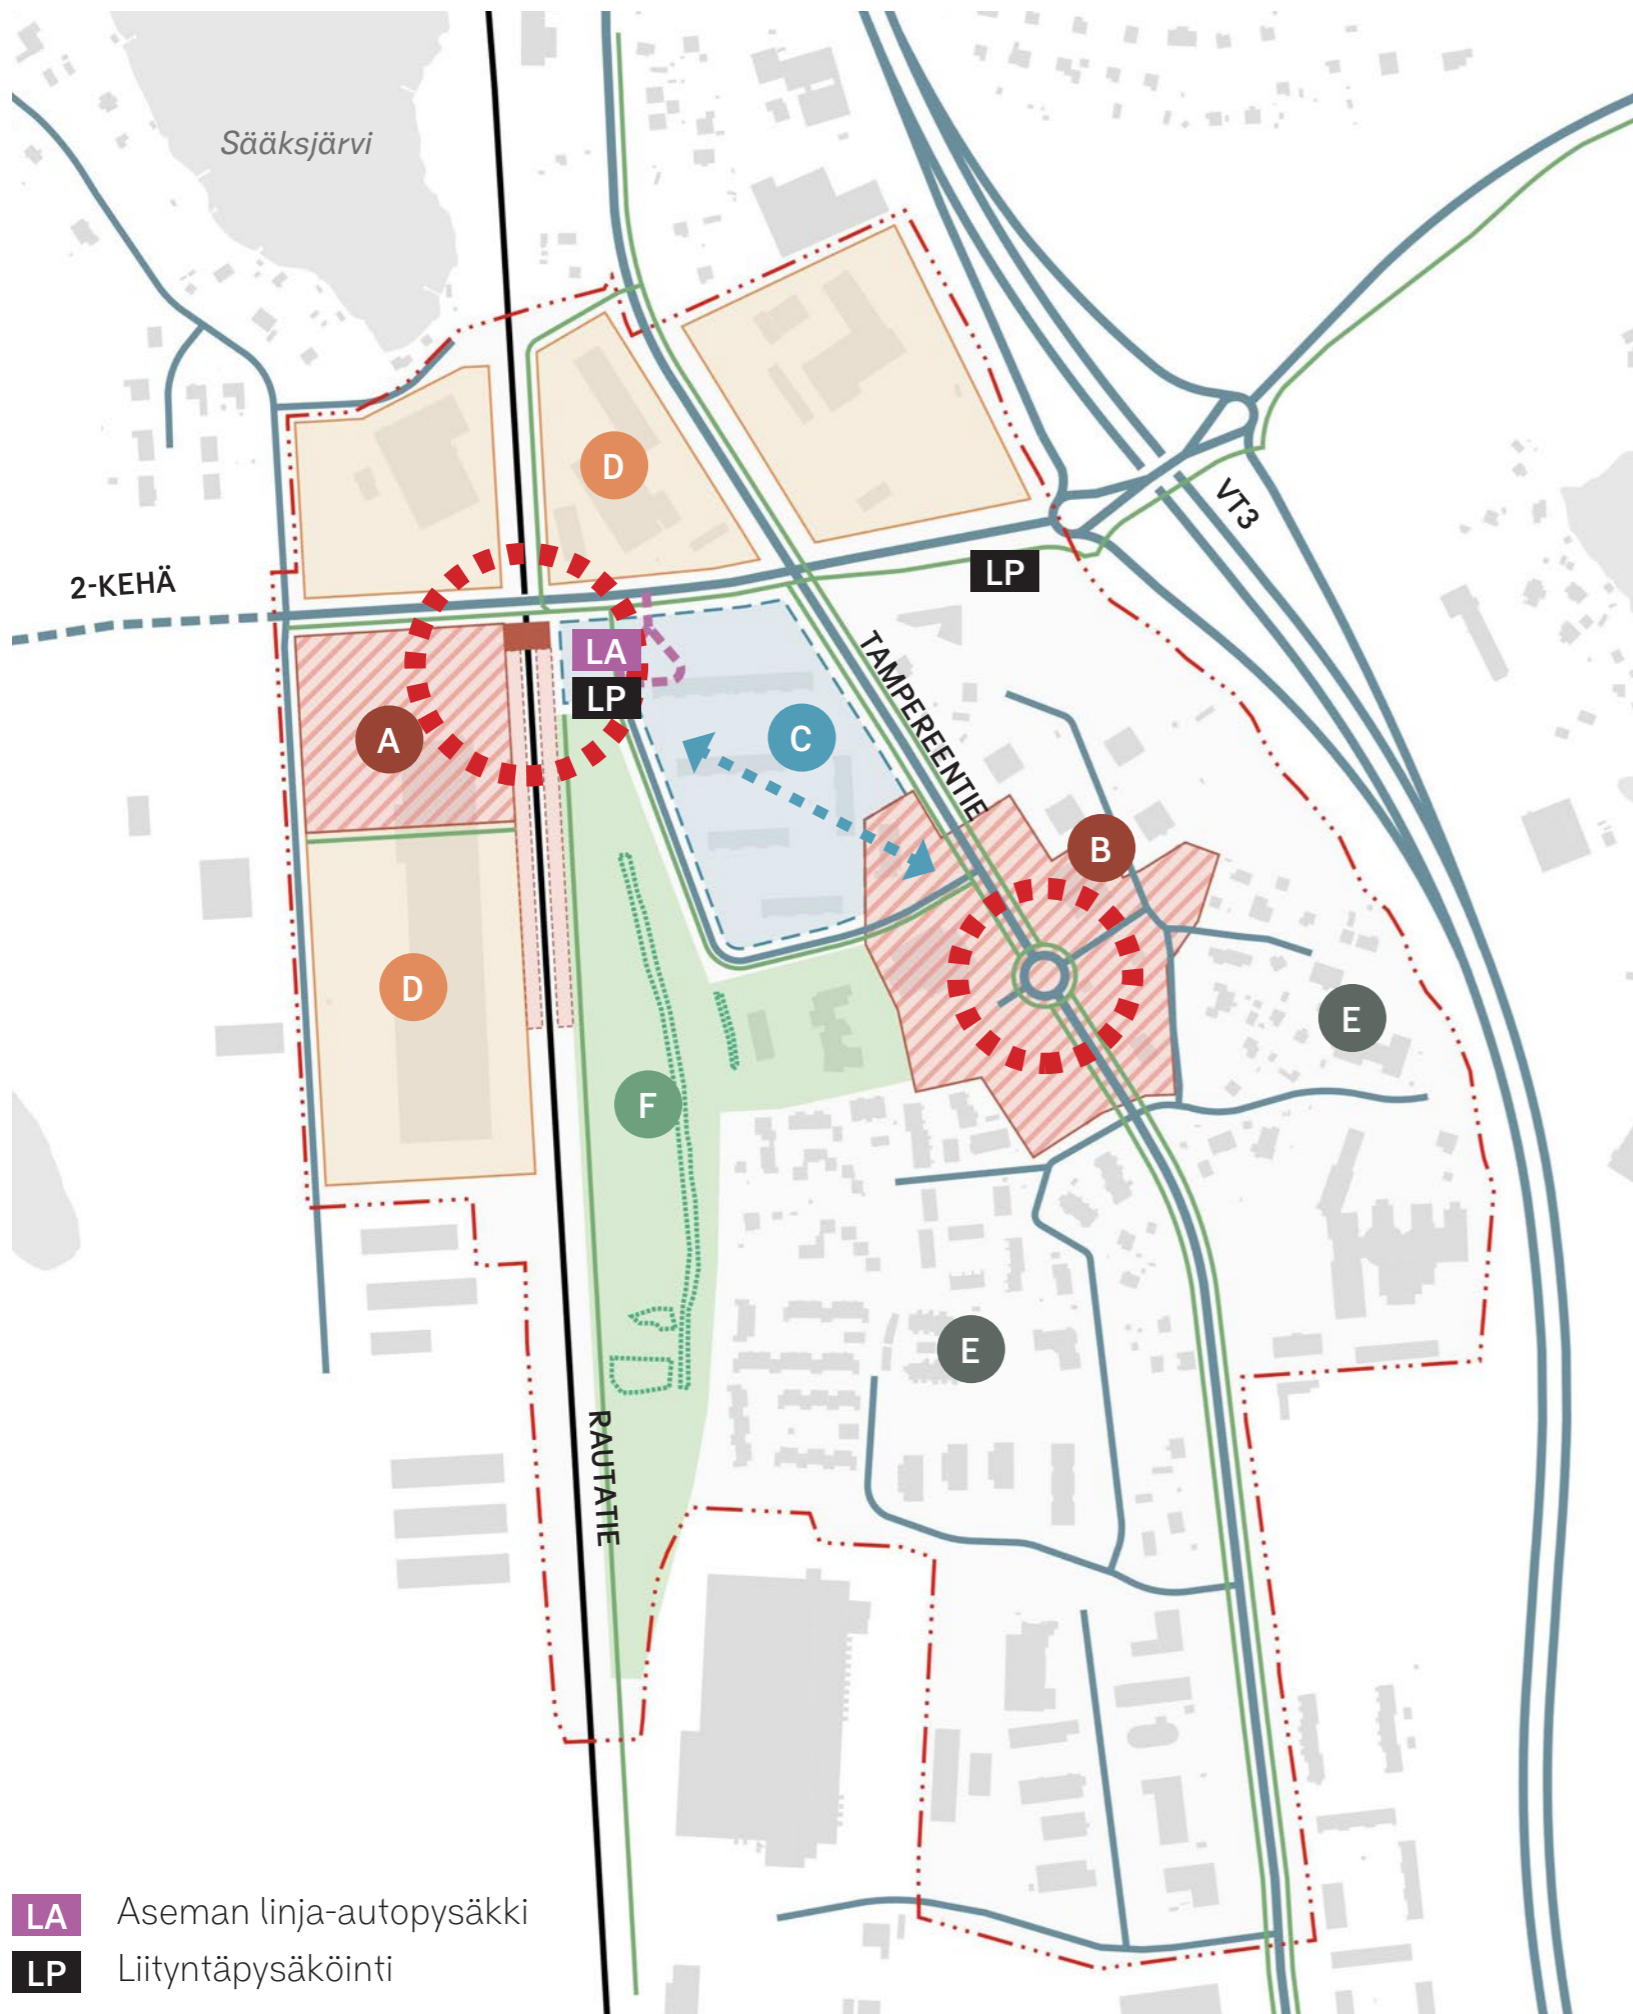 Sääksjärvi
D
VT3
2-KEHÄ
LP
LA
LP
A
C
TAMPEREENTIE
B
D
E
F
E
RAUTATIE
LA Aseman linja-autopysäkki
LP Liityntäpysäköinti